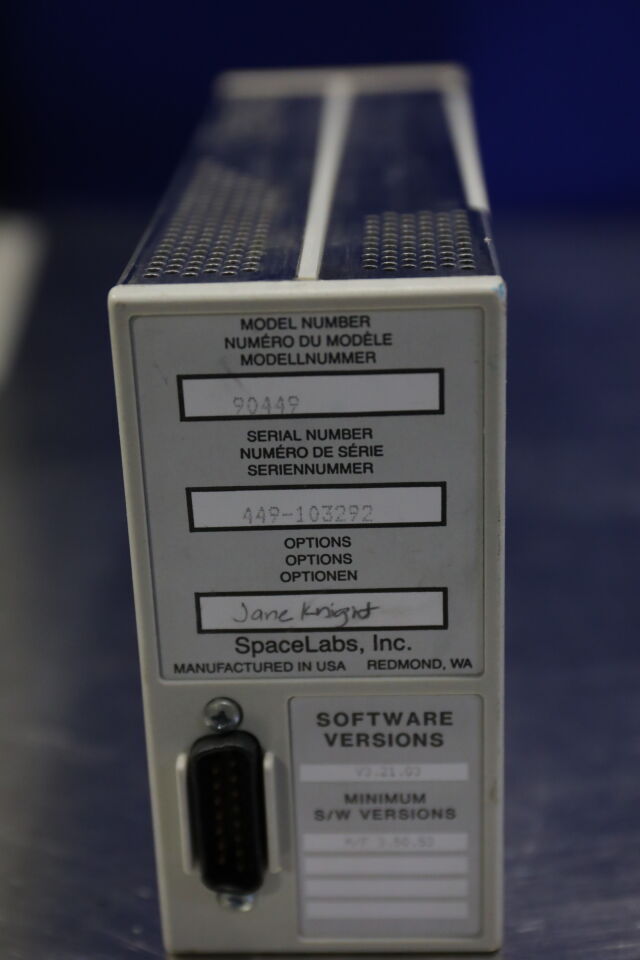 MODEL NUMBER
NUMÉRO DU MODÈLE
MODELLNUMMER
90449
SERIAL NUMBER
NUMÉRO DE SÉRIE
SERIENNUMMER
449-103292
OPTIONS
OPTIONS
OPTIONEN
Jane Knight
SpaceLabs, Inc.
MANUFACTURED IN USA REDMOND, WA
SOFTWARE
VERSIONS
MINIMUM
S/W VERSIONS